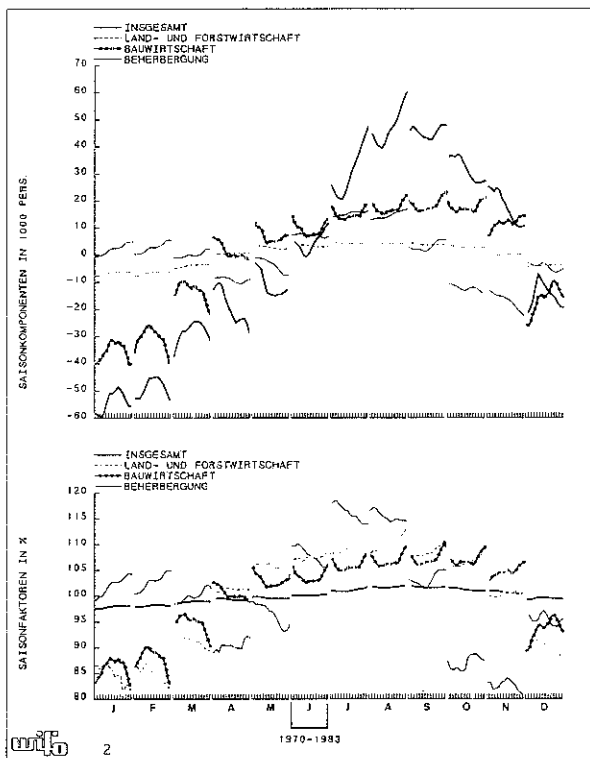 INSGESAMT
LAND- UND FORSTWIRTSCHAFT
BAUWIRTSCHAFT
BEHERBERGUNG
70
60
50
40
30
20
10
0
-10
-20
-30
-40
-50
-60
SAISONKOMPONENTEN IN 1000 PERS.
INSGESAMT
LAND- UND FORSTWIRTSCHAFT
BAUWIRTSCHAFT
BEHERBERGUNG
120
115
110
105
100
95
90
85
80
SAISONFAKTOREN IN %
J F M A M J J A S O N D
1970-1983
wifo 2